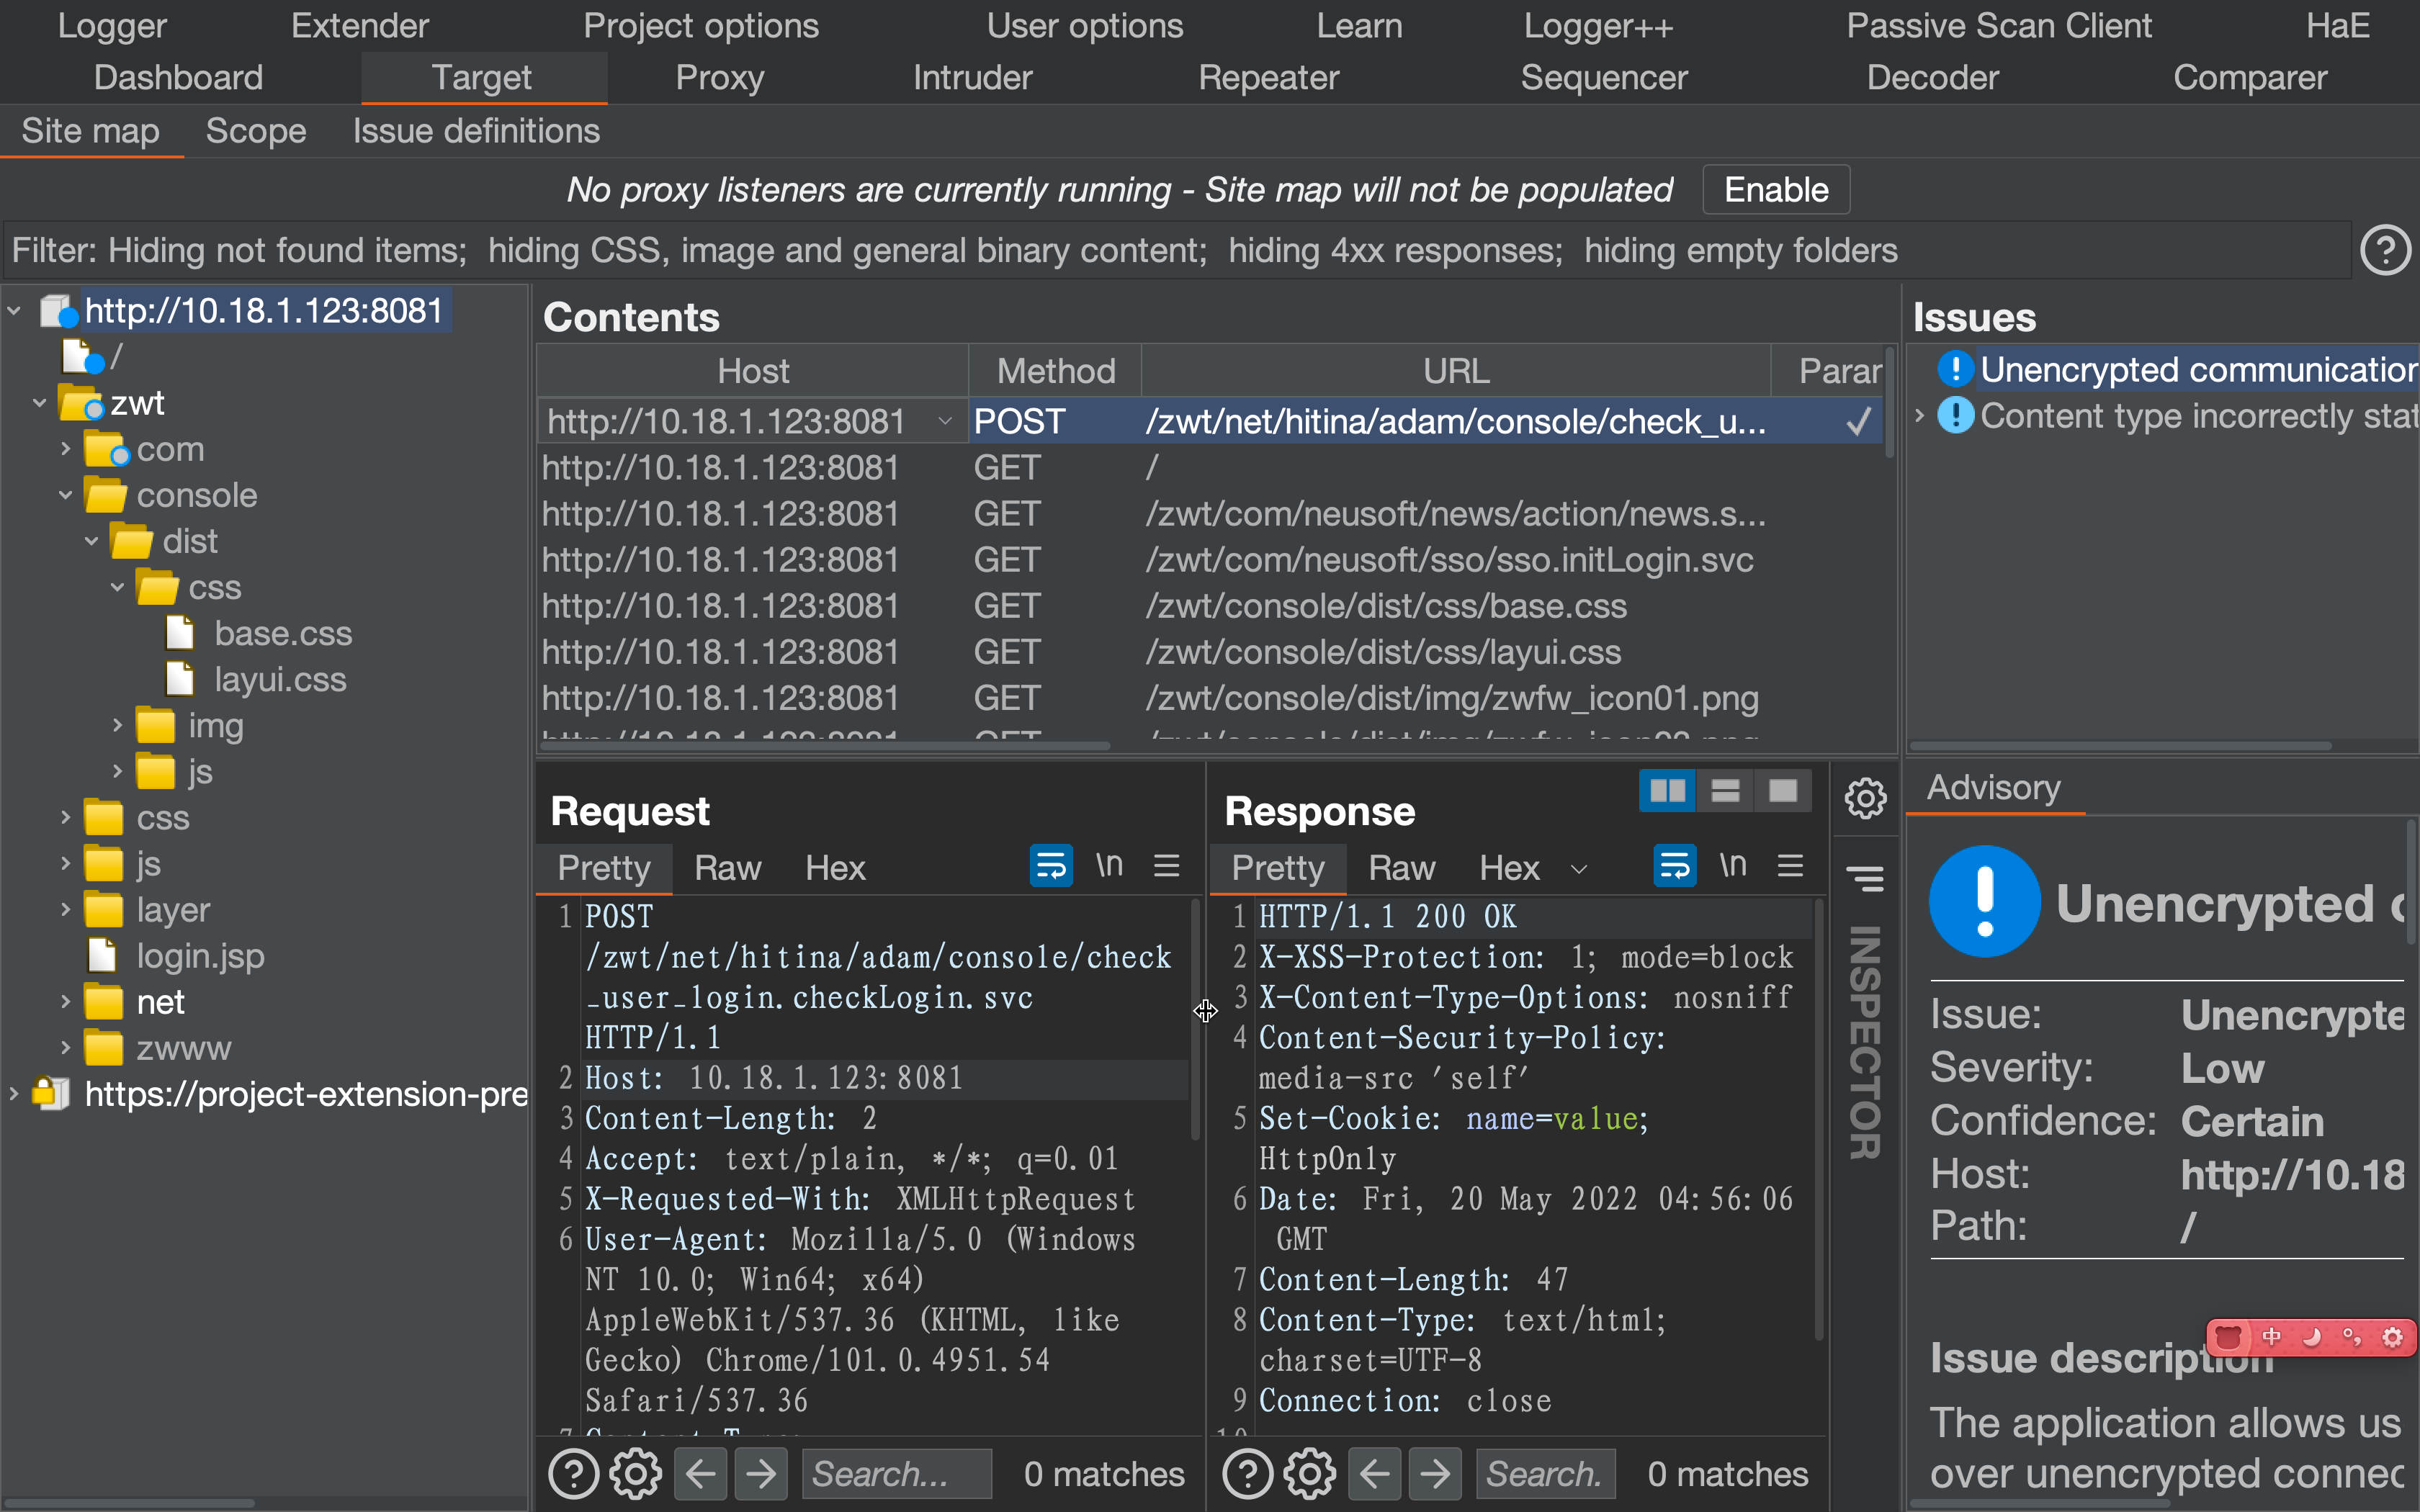 Logger Extender Project options User options Learn Logger++ Passive Scan Client HaE
Dashboard Target Proxy Intruder Repeater Sequencer Decoder Comparer
Site map Scope Issue definitions
No proxy listeners are currently running - Site map will not be populated Enable
Filter: Hiding not found items; hiding CSS, image and general binary content; hiding 4xx responses; hiding empty folders ?
http://10.18.1.123:8081
/
zwt
com
console
dist
css
base.css
layui.css
img
js
css
js
layer
login.jsp
net
zwww
https://project-extension-pre
Contents
Host Method URL Parar
http://10.18.1.123:8081 POST /zwt/net/hitina/adam/console/check_u... ✓
http://10.18.1.123:8081 GET /
http://10.18.1.123:8081 GET /zwt/com/neusoft/news/action/news.s...
http://10.18.1.123:8081 GET /zwt/com/neusoft/sso/sso.initLogin.svc
http://10.18.1.123:8081 GET /zwt/console/dist/css/base.css
http://10.18.1.123:8081 GET /zwt/console/dist/css/layui.css
http://10.18.1.123:8081 GET /zwt/console/dist/img/zwfw_icon01.png
Request
Pretty Raw Hex \n
1 POST
/zwt/net/hitina/adam/console/check
_user_login.checkLogin.svc
HTTP/1.1
2 Host: 10.18.1.123:8081
3 Content-Length: 2
4 Accept: text/plain, */*; q=0.01
5 X-Requested-With: XMLHttpRequest
6 User-Agent: Mozilla/5.0 (Windows
NT 10.0; Win64; x64)
AppleWebKit/537.36 (KHTML, like
Gecko) Chrome/101.0.4951.54
Safari/537.36
? Search... 0 matches
Response
Pretty Raw Hex \n
1 HTTP/1.1 200 OK
2 X-XSS-Protection: 1; mode=block
3 X-Content-Type-Options: nosniff
4 Content-Security-Policy:
media-src 'self'
5 Set-Cookie: name=value;
HttpOnly
6 Date: Fri, 20 May 2022 04:56:06
GMT
7 Content-Length: 47
8 Content-Type: text/html;
charset=UTF-8
9 Connection: close
10
? Search. 0 matches
INSPECTOR
Issues
Unencrypted communication
Content type incorrectly stat
Advisory
Unencrypted c
Issue: Unencrypte
Severity: Low
Confidence: Certain
Host: http://10.18
Path: /
中
Issue description
The application allows us
over unencrypted connec